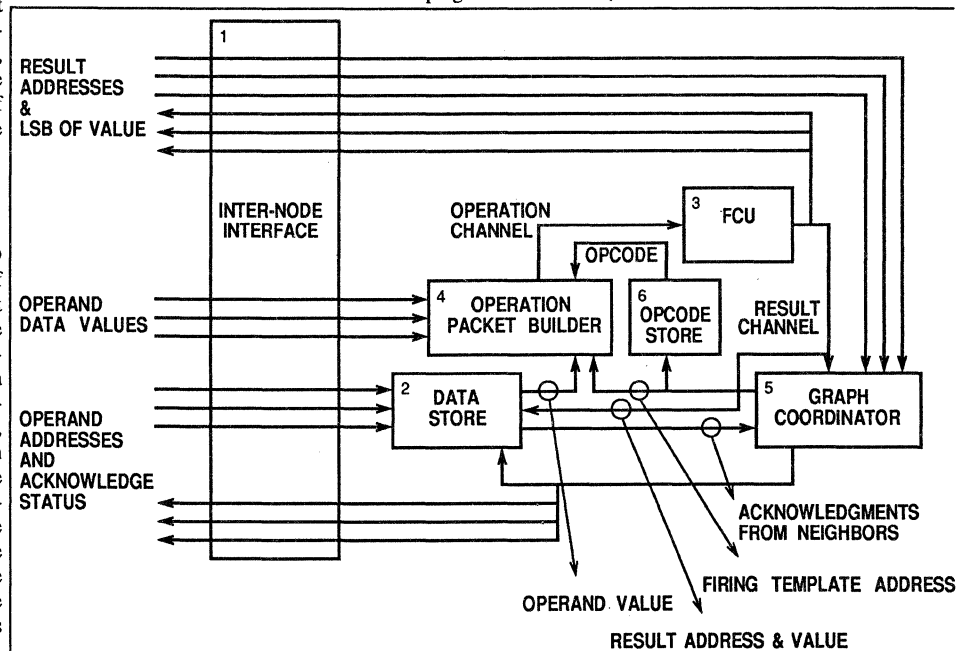 1
RESULT
ADDRESSES
&
LSB OF VALUE
INTER-NODE
INTERFACE
OPERATION
CHANNEL
3
FCU
OPCODE
OPERAND
DATA VALUES
4
OPERATION
PACKET BUILDER
6
OPCODE
STORE
RESULT
CHANNEL
2
DATA
STORE
5
GRAPH
COORDINATOR
OPERAND
ADDRESSES
AND
ACKNOWLEDGE
STATUS
ACKNOWLEDGMENTS
FROM NEIGHBORS
FIRING TEMPLATE ADDRESS
OPERAND VALUE
RESULT ADDRESS & VALUE